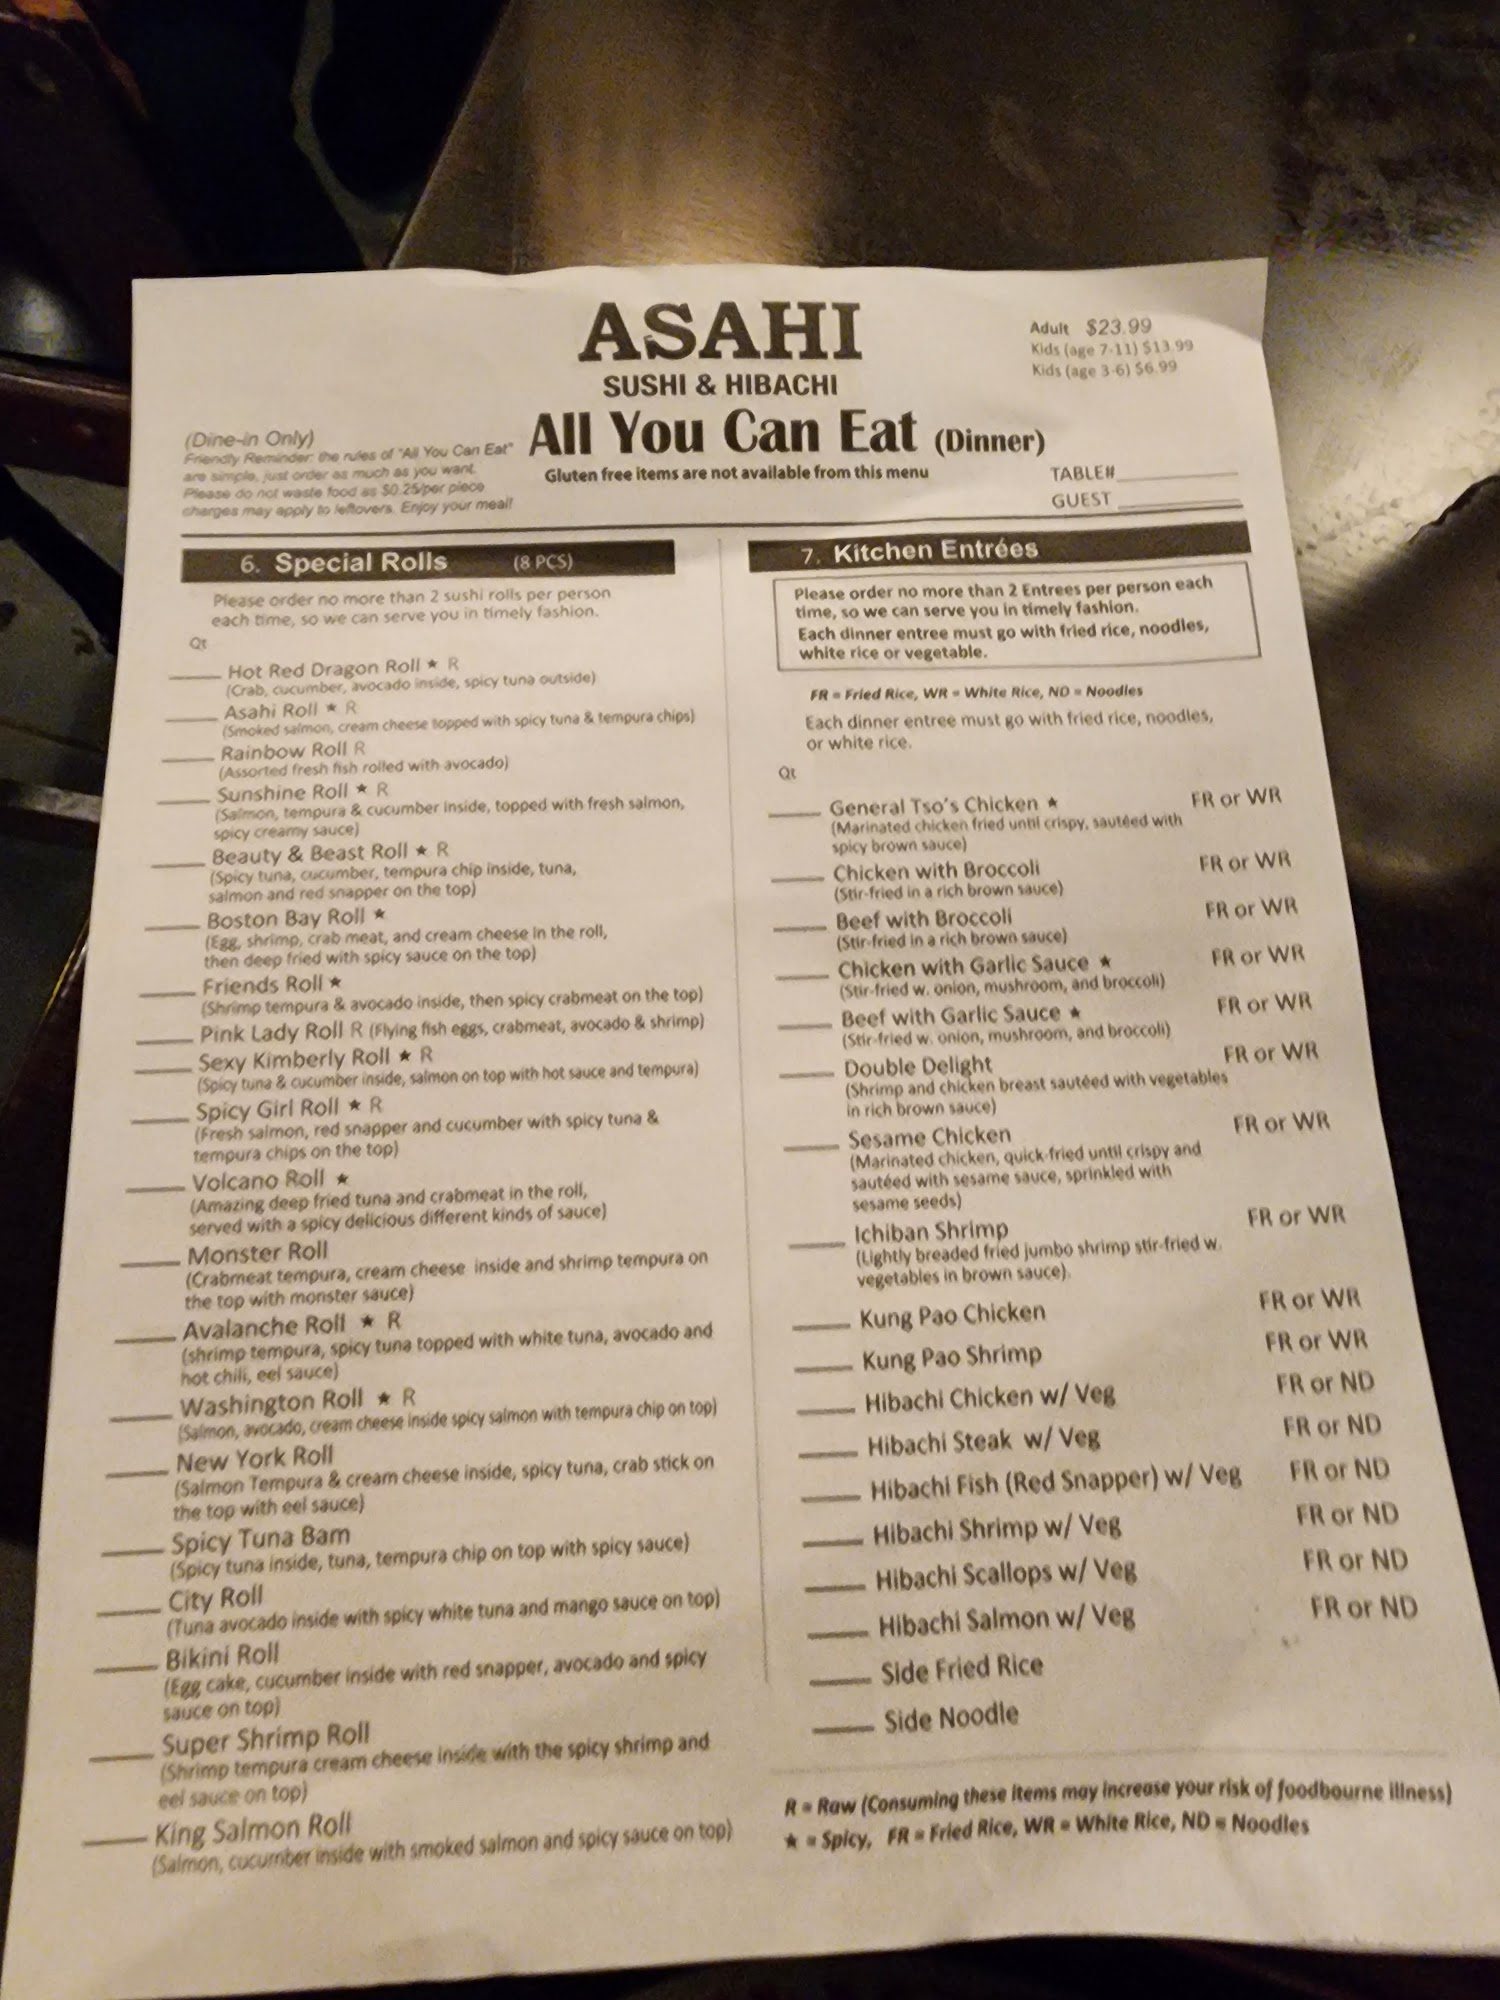 ASAHI
SUSHI & HIBACHI
All You Can Eat (Dinner)
Gluten free items are not available from this menu
Adult $23.99
Kids (age 7-11) $13.99
Kids (age 3-6) $6.99
(Dine-in Only)
Friendly Reminder: the rules of "All You Can Eat"
are simple, just order as much as you want.
Please do not waste food as $0.25/per piece
charges may apply to leftovers. Enjoy your meal!
TABLE#
GUEST
6. Special Rolls (8 PCS)
Please order no more than 2 sushi rolls per person
each time, so we can serve you in timely fashion.
Qt
Hot Red Dragon Roll ★ R
(Crab, cucumber, avocado inside, spicy tuna outside)
Asahi Roll ★ R
(Smoked salmon, cream cheese topped with spicy tuna & tempura chips)
Rainbow Roll R
(Assorted fresh fish rolled with avocado)
Sunshine Roll ★ R
(Salmon, tempura & cucumber inside, topped with fresh salmon,
spicy creamy sauce)
Beauty & Beast Roll ★ R
(Spicy tuna, cucumber, tempura chip inside, tuna,
salmon and red snapper on the top)
Boston Bay Roll ★
(Egg, shrimp, crab meat, and cream cheese in the roll,
then deep fried with spicy sauce on the top)
Friends Roll ★
(Shrimp tempura & avocado inside, then spicy crabmeat on the top)
Pink Lady Roll R (Flying fish eggs, crabmeat, avocado & shrimp)
Sexy Kimberly Roll ★ R
(Spicy tuna & cucumber inside, salmon on top with hot sauce and tempura)
Spicy Girl Roll ★ R
(Fresh salmon, red snapper and cucumber with spicy tuna &
tempura chips on the top)
Volcano Roll ★
(Amazing deep fried tuna and crabmeat in the roll,
served with a spicy delicious different kinds of sauce)
Monster Roll
(Crabmeat tempura, cream cheese inside and shrimp tempura on
the top with monster sauce)
Avalanche Roll ★ R
(shrimp tempura, spicy tuna topped with white tuna, avocado and
hot chili, eel sauce)
Washington Roll ★ R
(Salmon, avocado, cream cheese inside spicy salmon with tempura chip on top)
New York Roll
(Salmon Tempura & cream cheese inside, spicy tuna, crab stick on
the top with eel sauce)
Spicy Tuna Bam
(Spicy tuna inside, tuna, tempura chip on top with spicy sauce)
City Roll
(Tuna avocado inside with spicy white tuna and mango sauce on top)
Bikini Roll
(Egg cake, cucumber inside with red snapper, avocado and spicy
sauce on top)
Super Shrimp Roll
(Shrimp tempura cream cheese inside with the spicy shrimp and
eel sauce on top)
King Salmon Roll
(Salmon, cucumber inside with smoked salmon and spicy sauce on top)
7. Kitchen Entrées
Please order no more than 2 Entrees per person each
time, so we can serve you in timely fashion.
Each dinner entree must go with fried rice, noodles,
white rice or vegetable.
FR = Fried Rice, WR = White Rice, ND = Noodles
Each dinner entree must go with fried rice, noodles,
or white rice.
Qt
General Tso's Chicken ★ FR or WR
(Marinated chicken fried until crispy, sautéed with
spicy brown sauce)
Chicken with Broccoli FR or WR
(Stir-fried in a rich brown sauce)
Beef with Broccoli FR or WR
(Stir-fried in a rich brown sauce)
Chicken with Garlic Sauce ★ FR or WR
(Stir-fried w. onion, mushroom, and broccoli)
Beef with Garlic Sauce ★ FR or WR
(Stir-fried w. onion, mushroom, and broccoli)
Double Delight FR or WR
(Shrimp and chicken breast sautéed with vegetables
in rich brown sauce)
Sesame Chicken FR or WR
(Marinated chicken, quick-fried until crispy and
sautéed with sesame sauce, sprinkled with
sesame seeds)
Ichiban Shrimp FR or WR
(Lightly breaded fried jumbo shrimp stir-fried w.
vegetables in brown sauce).
Kung Pao Chicken FR or WR
Kung Pao Shrimp FR or WR
Hibachi Chicken w/ Veg FR or ND
Hibachi Steak w/ Veg FR or ND
Hibachi Fish (Red Snapper) w/ Veg FR or ND
Hibachi Shrimp w/ Veg FR or ND
Hibachi Scallops w/ Veg FR or ND
Hibachi Salmon w/ Veg FR or ND
Side Fried Rice
Side Noodle
R = Raw (Consuming these items may increase your risk of foodbourne illness)
★ = Spicy, FR = Fried Rice, WR = White Rice, ND = Noodles